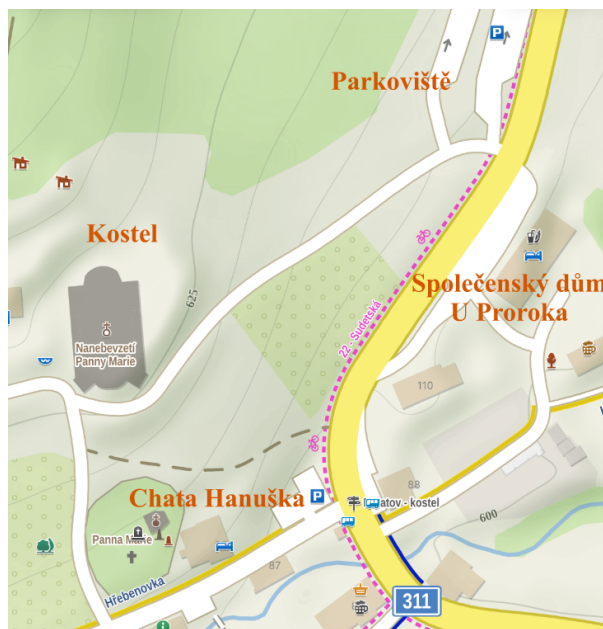 P
Parkoviště
Kostel
625
Společenský dům
U Proroka
22 - Sudetská
Nanebevzetí
Panny Marie
110
88
Chata Hanuška
P
atov - kostel
600
Panna Marie
87
Hřebenovka
311